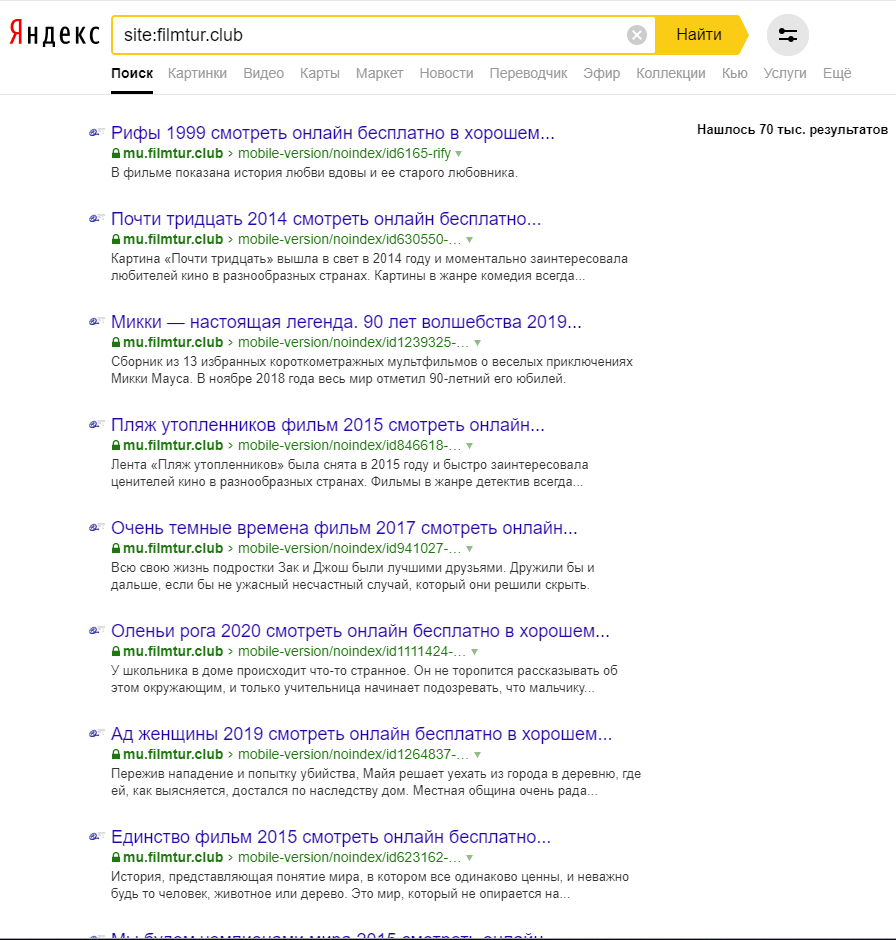 Яндекс
site:filmtur.club
Найти
Поиск Картинки Видео Карты Маркет Новости Переводчик Эфир Коллекции Кью Услуги Ещё
Нашлось 70 тыс. результатов
Рифы 1999 смотреть онлайн бесплатно в хорошем...
mu.filmtur.club › mobile-version/noindex/id6165-rify
В фильме показана история любви вдовы и ее старого любовника.
Почти тридцать 2014 смотреть онлайн бесплатно...
mu.filmtur.club › mobile-version/noindex/id630550-...
Картина «Почти тридцать» вышла в свет в 2014 году и моментально заинтересовала
любителей кино в разнообразных странах. Картины в жанре комедия всегда...
Микки — настоящая легенда. 90 лет волшебства 2019...
mu.filmtur.club › mobile-version/noindex/id1239325-...
Сборник из 13 избранных короткометражных мультфильмов о веселых приключениях
Микки Мауса. В ноябре 2018 года весь мир отметил 90-летний его юбилей.
Пляж утопленников фильм 2015 смотреть онлайн...
mu.filmtur.club › mobile-version/noindex/id846618-...
Лента «Пляж утопленников» была снята в 2015 году и быстро заинтересовала
ценителей кино в разнообразных странах. Фильмы в жанре детектив всегда...
Очень темные времена фильм 2017 смотреть онлайн...
mu.filmtur.club › mobile-version/noindex/id941027-...
Всю свою жизнь подростки Зак и Джош были лучшими друзьями. Дружили бы и
дальше, если бы не ужасный несчастный случай, который они решили скрыть.
Оленьи рога 2020 смотреть онлайн бесплатно в хорошем...
mu.filmtur.club › mobile-version/noindex/id1111424-...
У школьника в доме происходит что-то странное. Он не торопится рассказывать об
этом окружающим, и только учительница начинает подозревать, что мальчику...
Ад женщины 2019 смотреть онлайн бесплатно в хорошем...
mu.filmtur.club › mobile-version/noindex/id1264837-...
Пережив нападение и попытку убийства, Майя решает уехать из города в деревню, где
ей, как выясняется, достался по наследству дом. Местная община очень рада...
Единство фильм 2015 смотреть онлайн бесплатно...
mu.filmtur.club › mobile-version/noindex/id623162-...
История, представляющая понятие мира, в котором все одинаково ценны, и неважно
будь то человек, животное или дерево. Это мир, который не опирается на...
Мы будем чемпионами мира 2015 смотреть онлайн